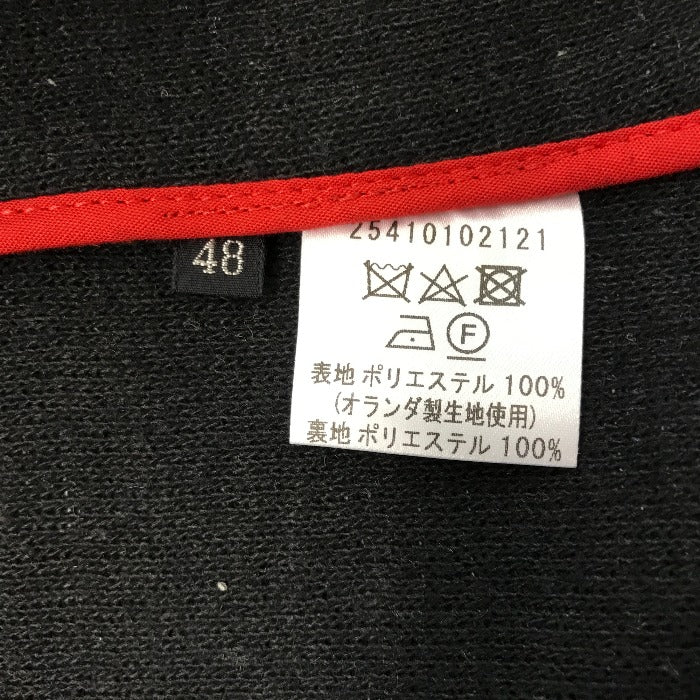 25410102121
48
F
表地 ポリエステル 100%
(オランダ製生地使用)
裏地 ポリエステル 100%